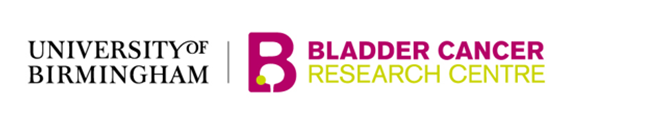 UNIVERSITY OF
BIRMINGHAM
B BLADDER CANCER
RESEARCH CENTRE